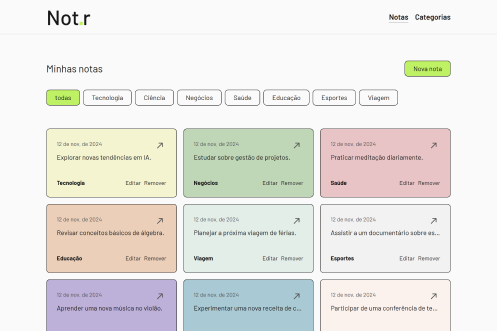 Not.r
Notas Categorias
Minhas notas
Nova nota
todas Tecnologia Ciência Negócios Saúde Educação Esportes Viagem
12 de nov. de 2024
Explorar novas tendências em IA.
Tecnologia Editar Remover
12 de nov. de 2024
Estudar sobre gestão de projetos.
Negócios Editar Remover
12 de nov. de 2024
Praticar meditação diariamente.
Saúde Editar Remover
12 de nov. de 2024
Revisar conceitos básicos de álgebra.
Educação Editar Remover
12 de nov. de 2024
Planejar a próxima viagem de férias.
Viagem Editar Remover
12 de nov. de 2024
Assistir a um documentário sobre es...
Esportes Editar Remover
12 de nov. de 2024
Aprender uma nova música no violão.
12 de nov. de 2024
Experimentar uma nova receita de c...
12 de nov. de 2024
Participar de uma conferência de te...